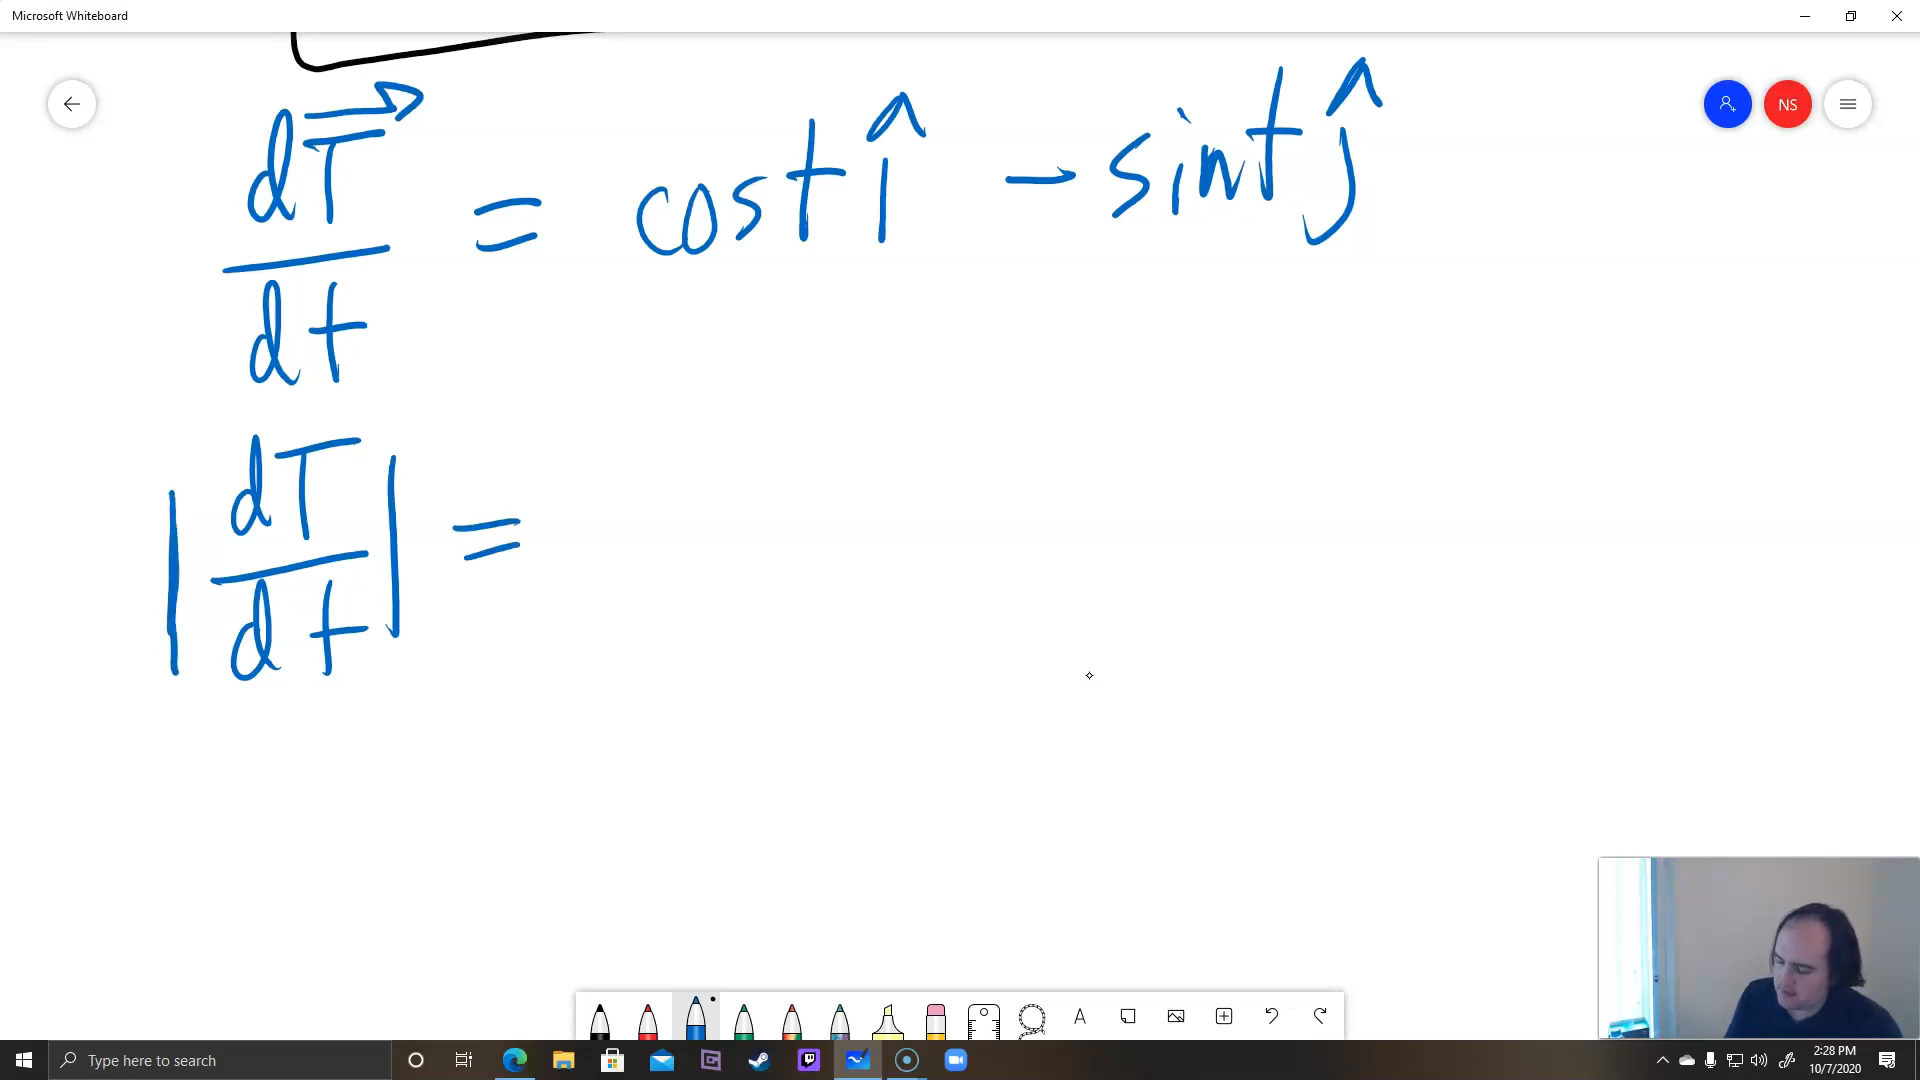 Microsoft Whiteboard
NS
dT⃗/dt = cost î - sint ĵ
|dT/dt| =
A
Type here to search
2:28 PM
10/7/2020